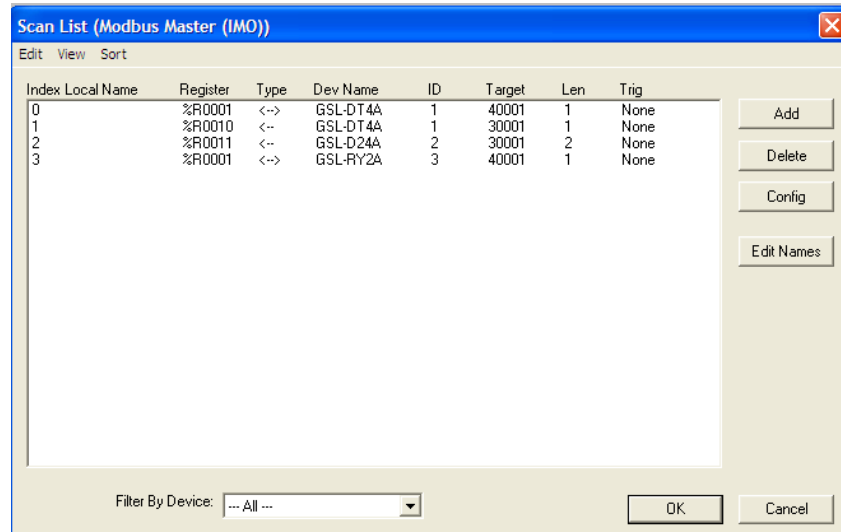 Scan List (Modbus Master (IMO))
Edit View Sort
Index Local Name Register Type Dev Name ID Target Len Trig
0 %R0001 <--> GSL-DT4A 1 40001 1 None
1 %R0010 <-- GSL-DT4A 1 30001 1 None
2 %R0011 <-- GSL-D24A 2 30001 2 None
3 %R0001 <--> GSL-RY2A 3 40001 1 None
Add
Delete
Config
Edit Names
Filter By Device: --- All ---
OK Cancel